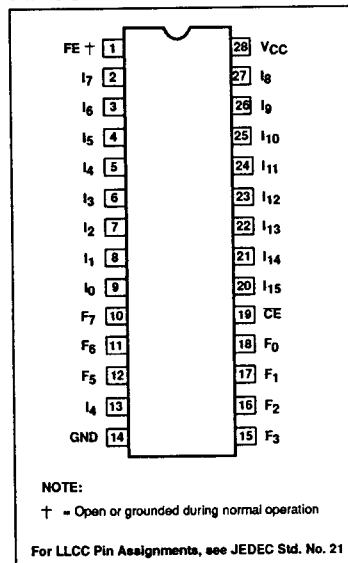 FE † 1 28 VCC
I7 2 27 I8
I6 3 26 I9
I5 4 25 I10
I4 5 24 I11
I3 6 23 I12
I2 7 22 I13
I1 8 21 I14
I0 9 20 I15
F7 10 19 CE
F6 11 18 F0
F5 12 17 F1
I4 13 16 F2
GND 14 15 F3
NOTE:
† = Open or grounded during normal operation
For LLCC Pin Assignments, see JEDEC Std. No. 21